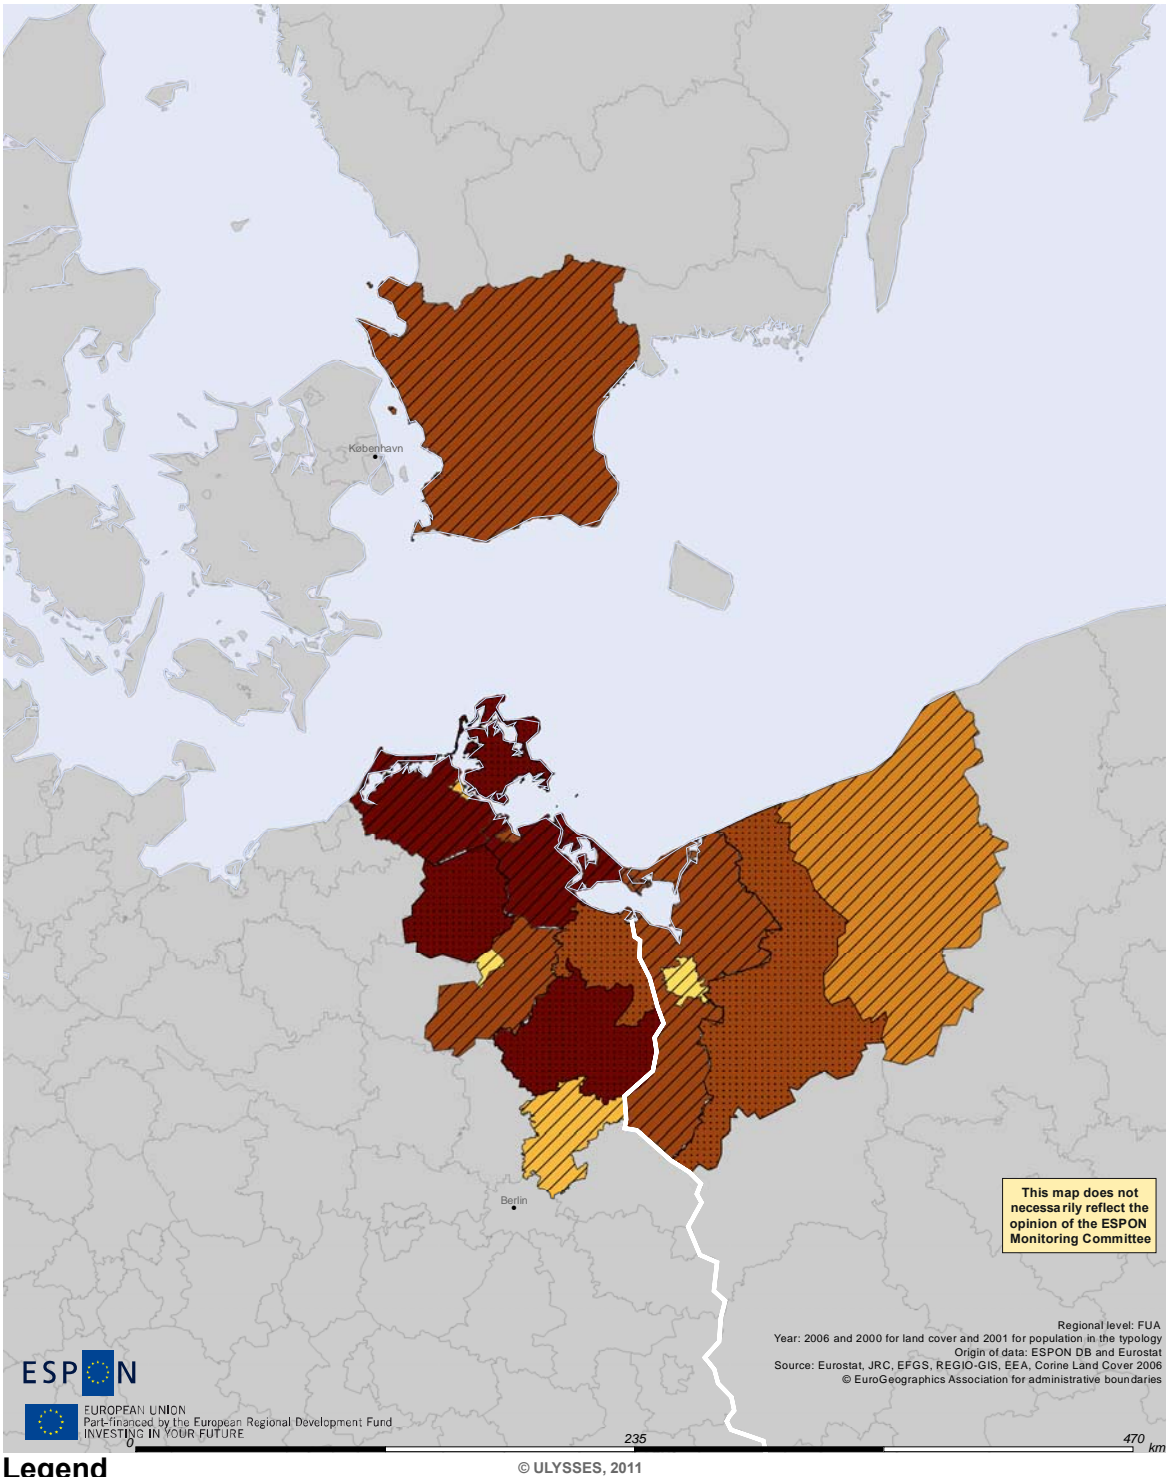 København
Berlin
This map does not
necessarily reflect the
opinion of the ESPON
Monitoring Committee
Regional level: FUA
Year: 2006 and 2000 for land cover and 2001 for population in the typology
Origin of data: ESPON DB and Eurostat
Source: Eurostat, JRC, EFGS, REGIO-GIS, EEA, Corine Land Cover 2006
© EuroGeographics Association for administrative boundaries
ESPON
EUROPEAN UNION
Part-financed by the European Regional Development Fund
INVESTING IN YOUR FUTURE
0 235 470
km
Legend
© ULYSSES, 2011